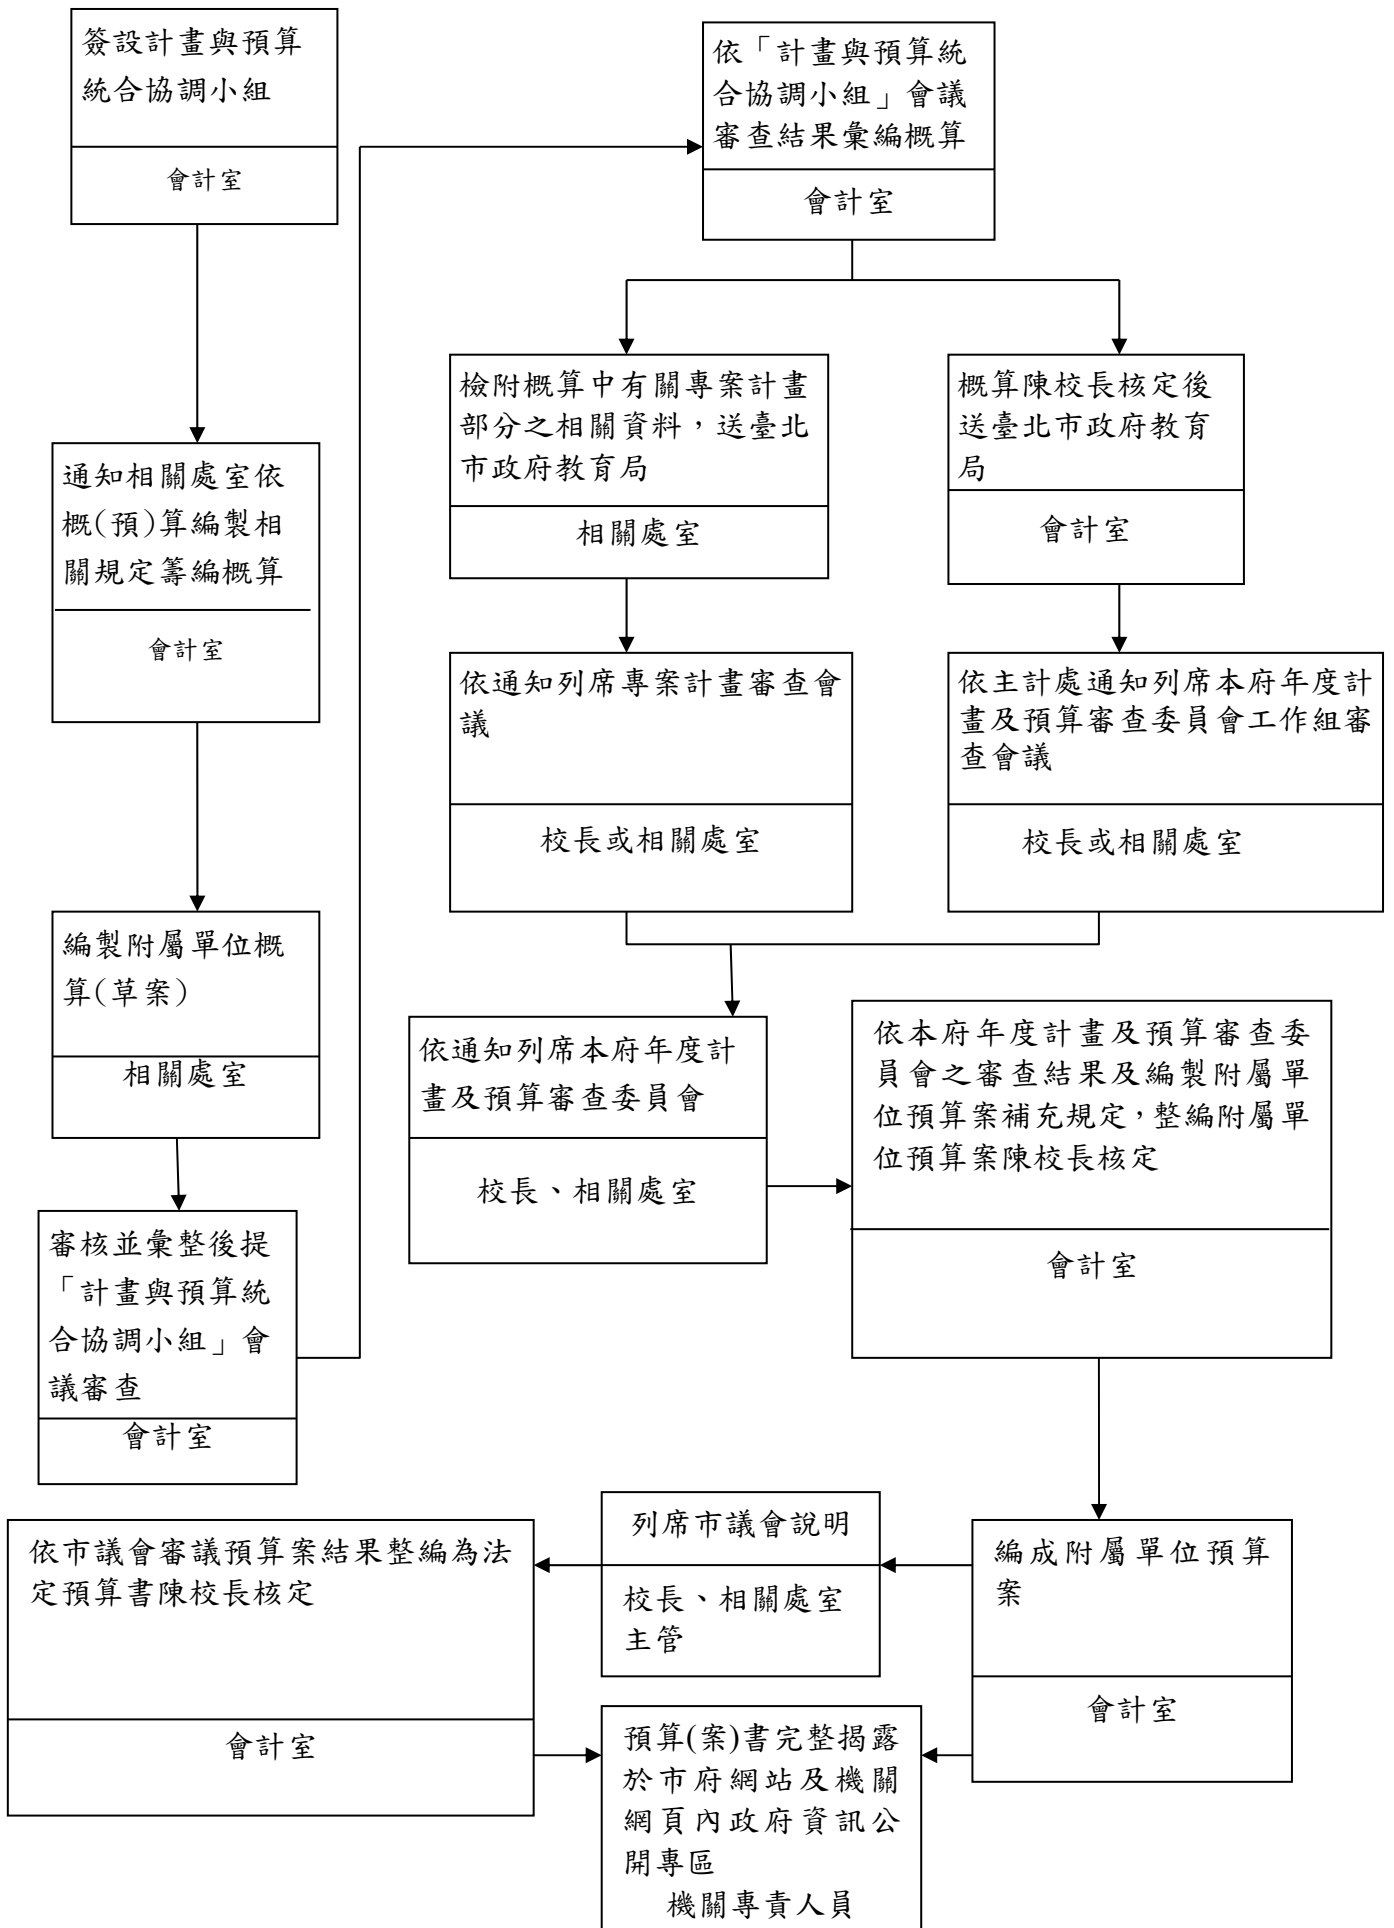 簽設計畫與預算
統合協調小組
會計室
通知相關處室依
概(預)算編製相
關規定籌編概算
會計室
編製附屬單位概
算(草案)
相關處室
審核並彙整後提
「計畫與預算統
合協調小組」會
議審查
會計室
依「計畫與預算統
合協調小組」會議
審查結果彙編概算
會計室
檢附概算中有關專案計畫
部分之相關資料，送臺北
市政府教育局
相關處室
概算陳校長核定後
送臺北市政府教育
局
會計室
依通知列席專案計畫審查會
議
校長或相關處室
依主計處通知列席本府年度計
畫及預算審查委員會工作組審
查會議
校長或相關處室
依通知列席本府年度計
畫及預算審查委員會
校長、相關處室
依本府年度計畫及預算審查委
員會之審查結果及編製附屬單
位預算案補充規定，整編附屬單
位預算案陳校長核定
會計室
編成附屬單位預算
案
會計室
列席市議會說明
校長、相關處室
主管
依市議會審議預算案結果整編為法
定預算書陳校長核定
會計室
預算(案)書完整揭露
於市府網站及機關
網頁內政府資訊公
開專區
機關專責人員